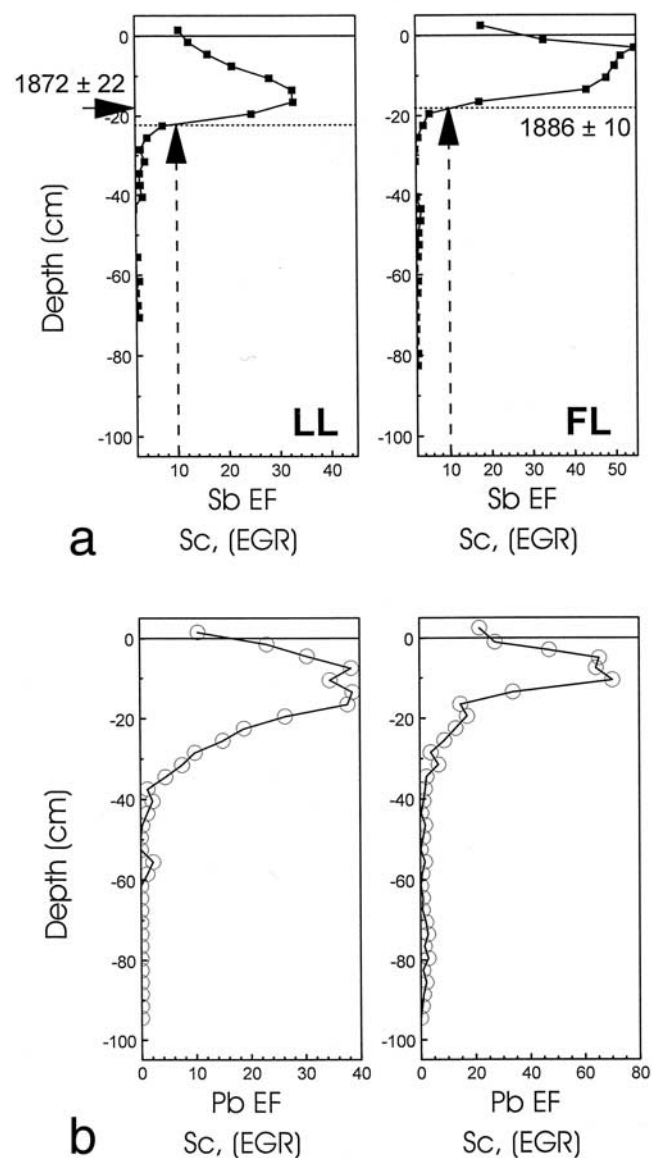 0
-20
-40
-60
-80
-100
Depth (cm)
1872 ± 22
LL
10 20 30 40
Sb EF
Sc, (EGR)
0
-20
-40
-60
-80
-100
1886 ± 10
FL
10 20 30 40 50
Sb EF
Sc, (EGR)
a
0
-20
-40
-60
-80
-100
Depth (cm)
0 10 20 30 40
Pb EF
Sc, (EGR)
0
-20
-40
-60
-80
-100
0 20 40 60 80
Pb EF
Sc, (EGR)
b